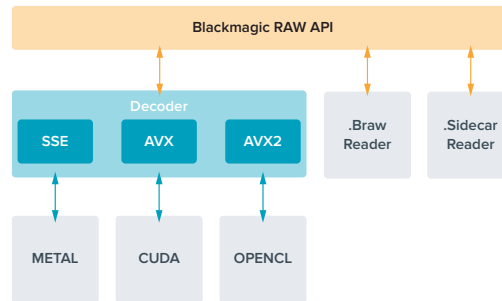 Blackmagic RAW API
Decoder
SSE
AVX
AVX2
.Braw
Reader
.Sidecar
Reader
METAL
CUDA
OPENCL